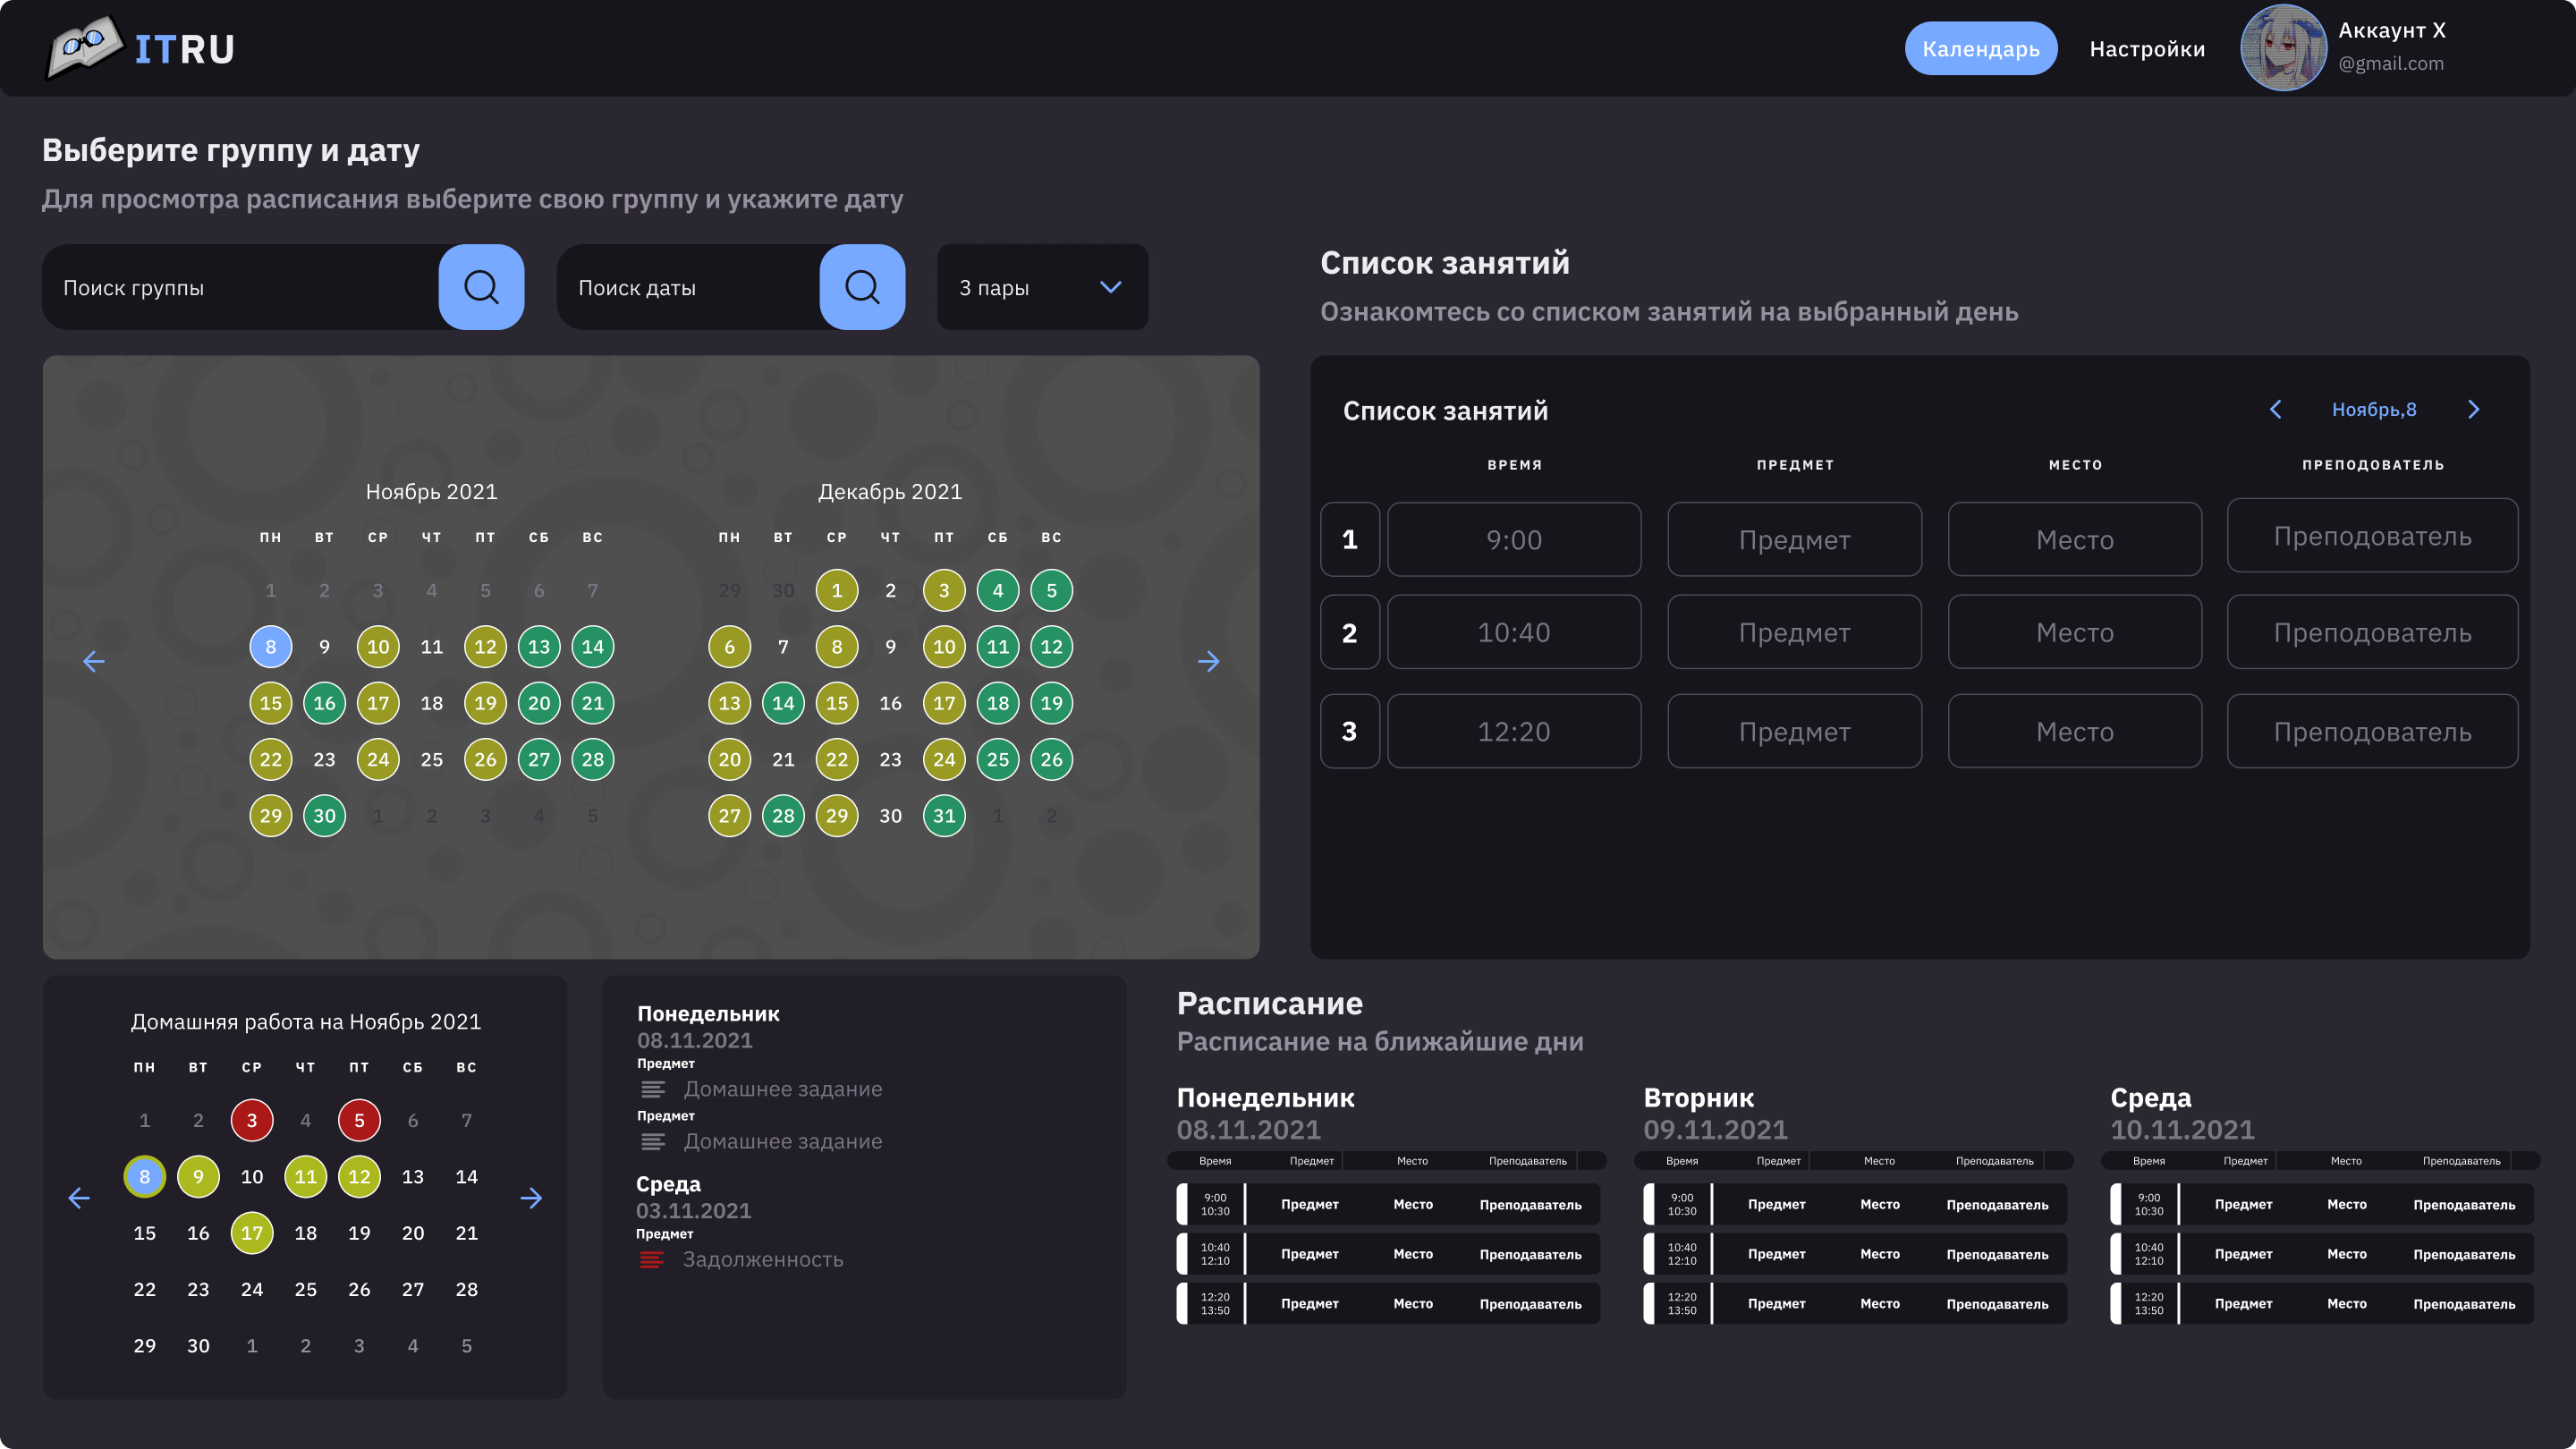 ITRU
Календарь
Настройки
Аккаунт X
@gmail.com
Выберите группу и дату
Для просмотра расписания выберите свою группу и укажите дату
Поиск группы
Поиск даты
3 пары
Список занятий
Ознакомтесь со списком занятий на выбранный день
Ноябрь 2021
ПН ВТ СР ЧТ ПТ СБ ВС
1 2 3 4 5 6 7
8 9 10 11 12 13 14
15 16 17 18 19 20 21
22 23 24 25 26 27 28
29 30 1 2 3 4 5
Декабрь 2021
ПН ВТ СР ЧТ ПТ СБ ВС
29 30 1 2 3 4 5
6 7 8 9 10 11 12
13 14 15 16 17 18 19
20 21 22 23 24 25 26
27 28 29 30 31 1 2
Список занятий
Ноябрь,8
ВРЕМЯ ПРЕДМЕТ МЕСТО ПРЕПОДОВАТЕЛЬ
1 9:00 Предмет Место Преподователь
2 10:40 Предмет Место Преподователь
3 12:20 Предмет Место Преподователь
Домашняя работа на Ноябрь 2021
ПН ВТ СР ЧТ ПТ СБ ВС
1 2 3 4 5 6 7
8 9 10 11 12 13 14
15 16 17 18 19 20 21
22 23 24 25 26 27 28
29 30 1 2 3 4 5
Понедельник
08.11.2021
Предмет
Домашнее задание
Предмет
Домашнее задание
Среда
03.11.2021
Предмет
Задолженность
Расписание
Расписание на ближайшие дни
Понедельник
08.11.2021
Время Предмет Место Преподователь
9:00
10:30 Предмет Место Преподаватель
10:40
12:10 Предмет Место Преподаватель
12:20
13:50 Предмет Место Преподаватель
Вторник
09.11.2021
Время Предмет Место Преподователь
9:00
10:30 Предмет Место Преподаватель
10:40
12:10 Предмет Место Преподаватель
12:20
13:50 Предмет Место Преподаватель
Среда
10.11.2021
Время Предмет Место Преподователь
9:00
10:30 Предмет Место Преподаватель
10:40
12:10 Предмет Место Преподаватель
12:20
13:50 Предмет Место Преподаватель